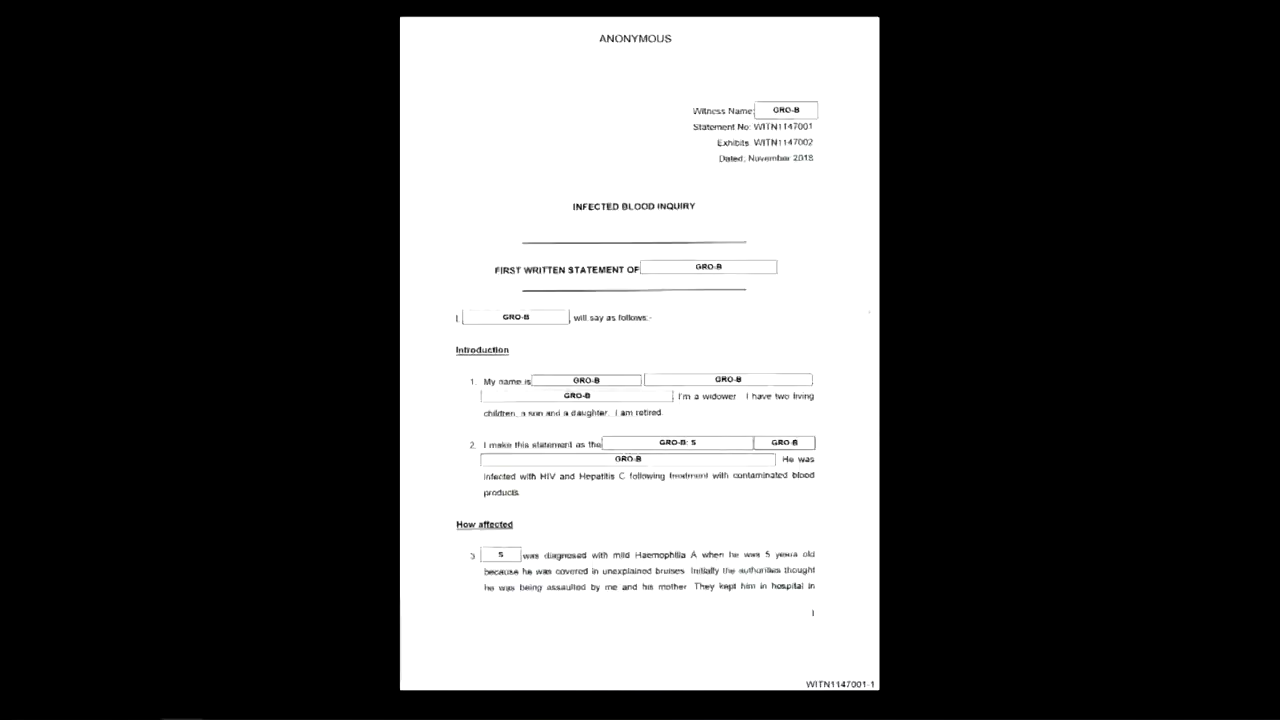 ANONYMOUS
Witness Name: GRO-B
Statement No: WITN1147001
Exhibits: WITN1147002
Dated: November 2018
INFECTED BLOOD INQUIRY
FIRST WRITTEN STATEMENT OF GRO-B
I, GRO-B, will say as follows:-
Introduction
1. My name is GRO-B GRO-B
GRO-B I'm a widower. I have two living
children, a son and a daughter. I am retired.
2. I make this statement as the GRO-B: S GRO-B
GRO-B He was
infected with HIV and Hepatitis C following treatment with contaminated blood
products.
How affected
3. S was diagnosed with mild Haemophilia A when he was 5 years old
because he was covered in unexplained bruises. Initially the authorities thought
he was being assaulted by me and his mother. They kept him in hospital in
1
WITN1147001-1